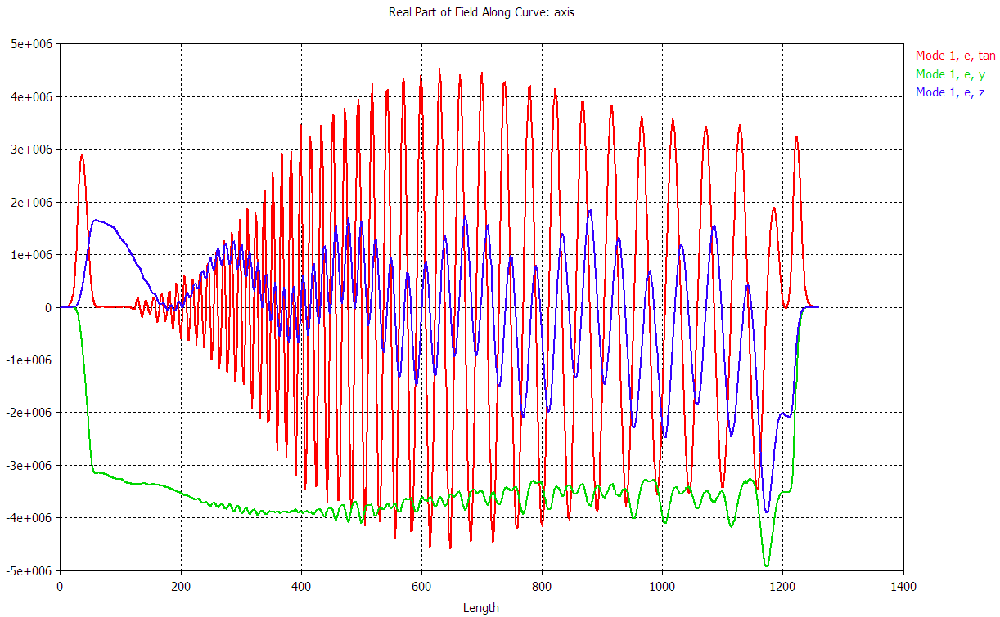 Real Part of Field Along Curve: axis
5e+006
4e+006
3e+006
2e+006
1e+006
0
-1e+006
-2e+006
-3e+006
-4e+006
-5e+006
0 200 400 600 800 1000 1200 1400
Length
Mode 1, e, tan
Mode 1, e, y
Mode 1, e, z